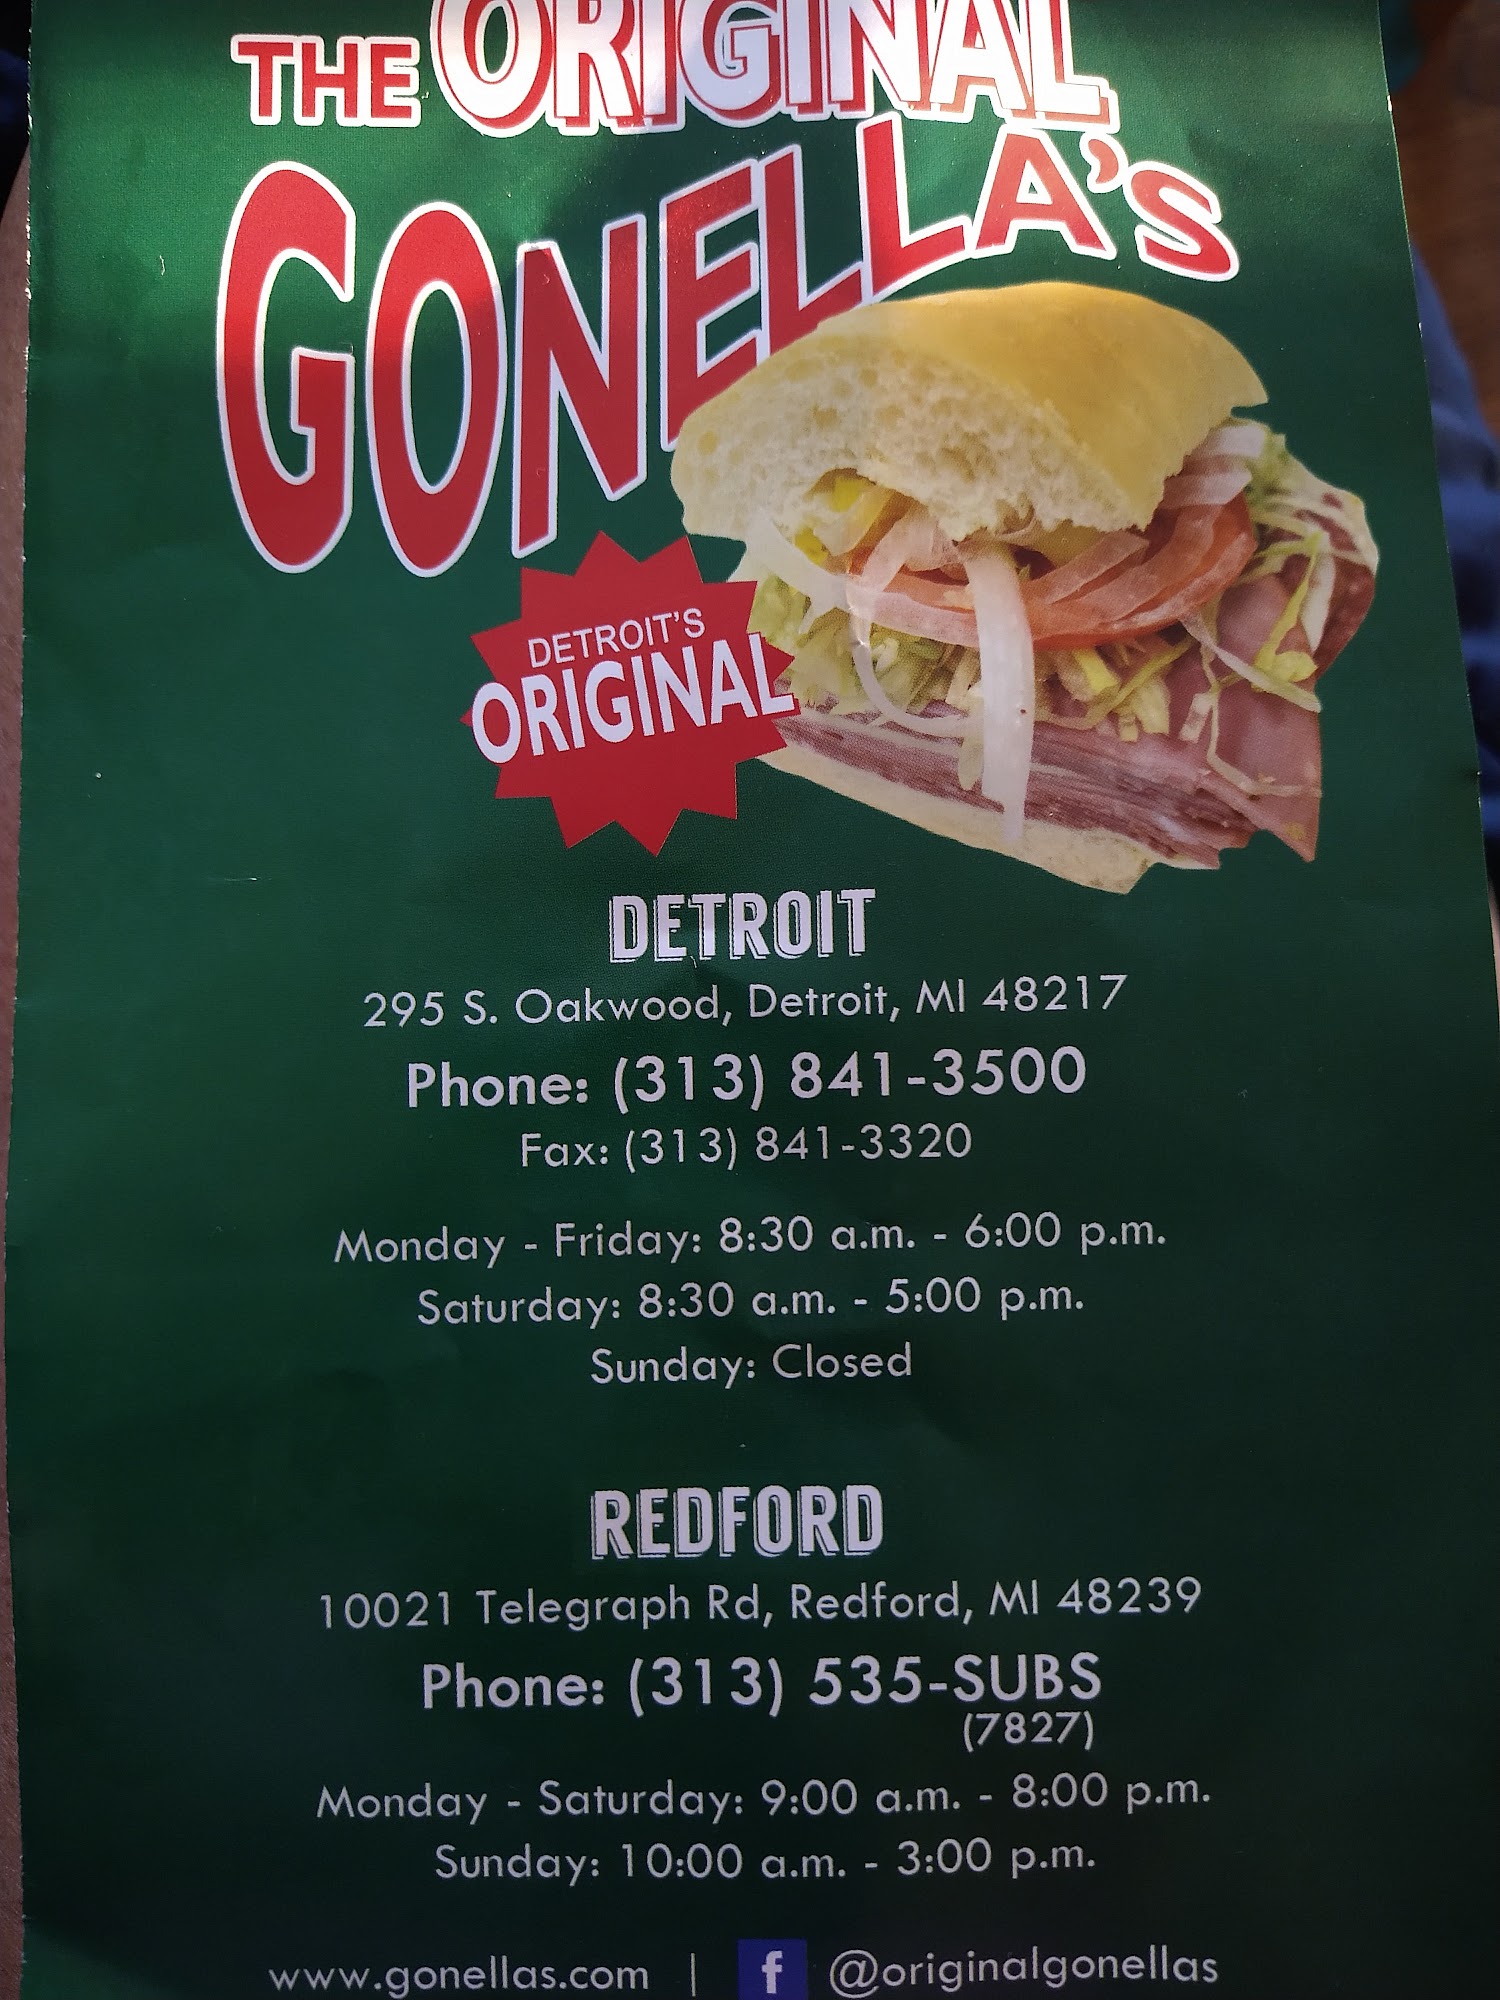 THE ORIGINAL
GONELLA'S
DETROIT'S
ORIGINAL
DETROIT
295 S. Oakwood, Detroit, MI 48217
Phone: (313) 841-3500
Fax: (313) 841-3320
Monday - Friday: 8:30 a.m. - 6:00 p.m.
Saturday: 8:30 a.m. - 5:00 p.m.
Sunday: Closed
REDFORD
10021 Telegraph Rd, Redford, MI 48239
Phone: (313) 535-SUBS
(7827)
Monday - Saturday: 9:00 a.m. - 8:00 p.m.
Sunday: 10:00 a.m. - 3:00 p.m.
www.gonellas.com | f @originalgonellas